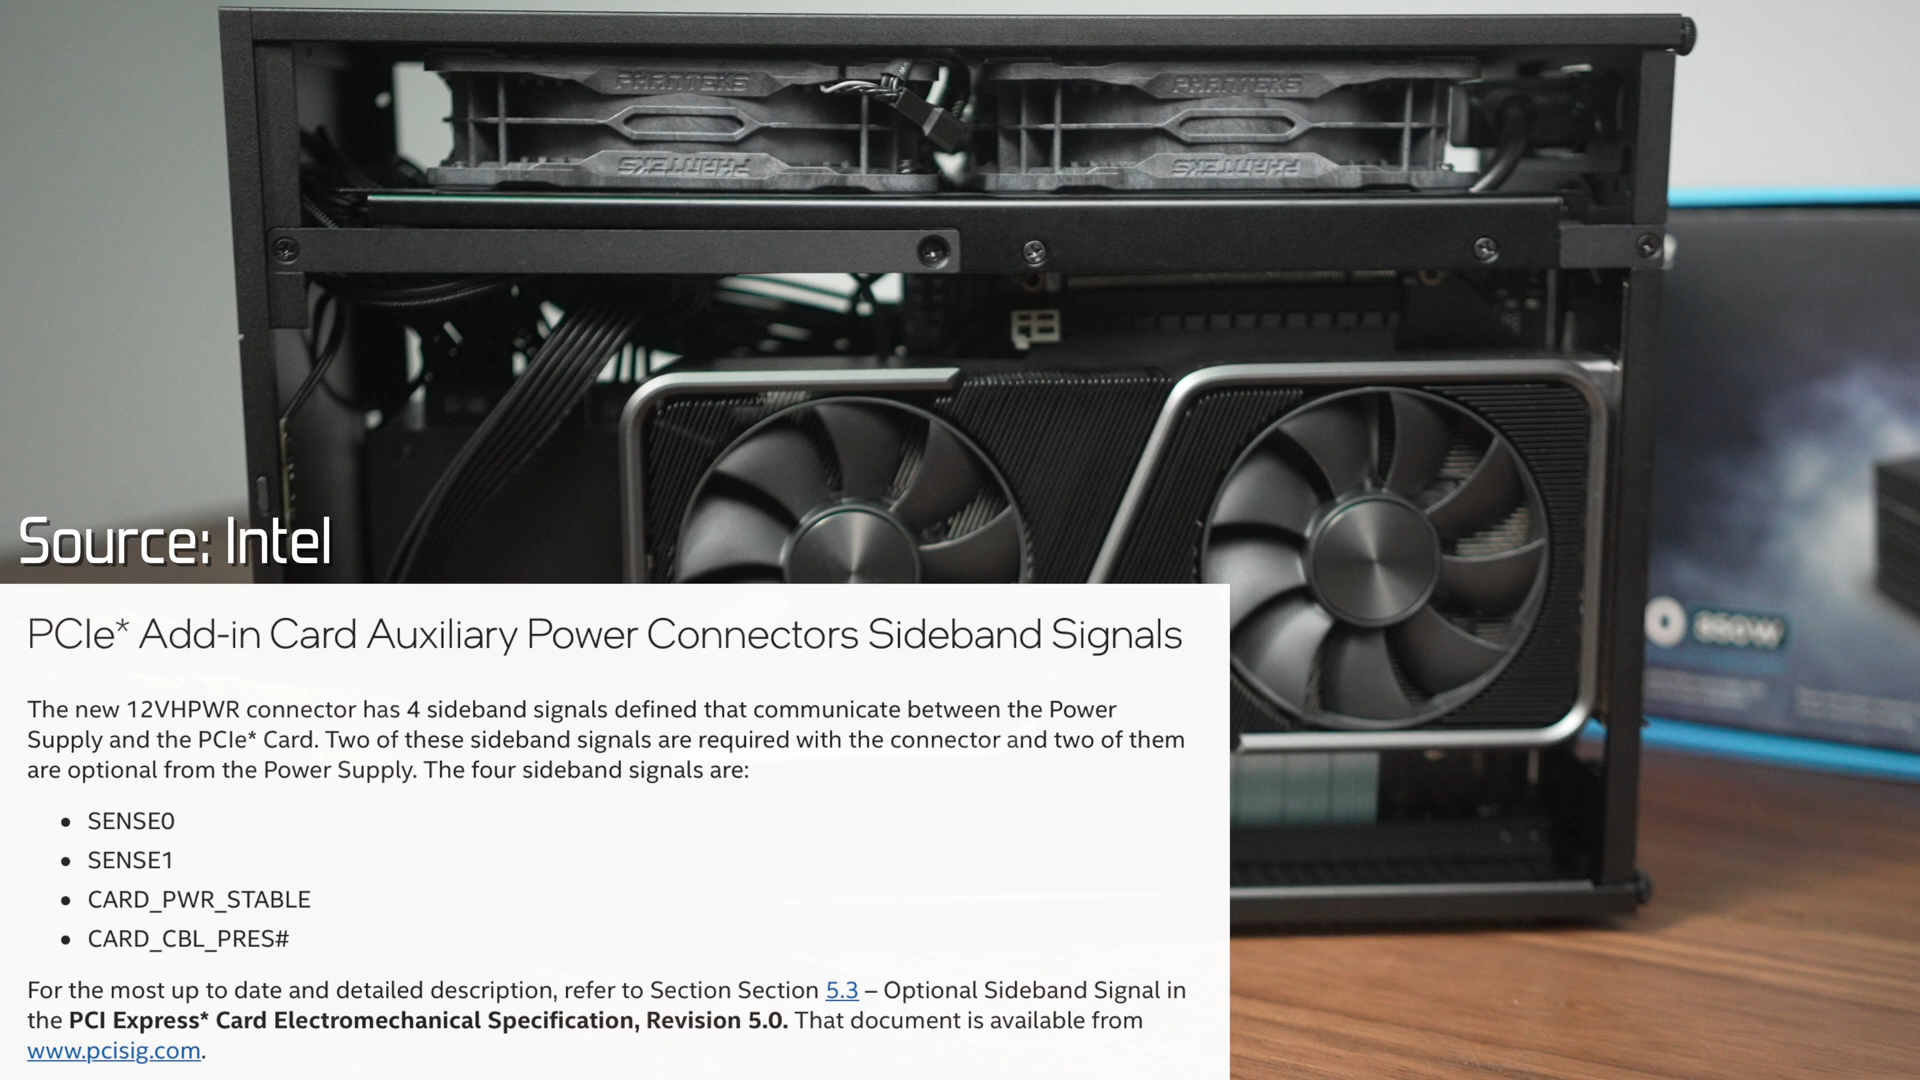 PHANTEKS
PHANTEKS
PHANTEKS
PHANTEKS
850W
Source: Intel
PCIe* Add-in Card Auxiliary Power Connectors Sideband Signals
The new 12VHPWR connector has 4 sideband signals defined that communicate between the Power
Supply and the PCIe* Card. Two of these sideband signals are required with the connector and two of them
are optional from the Power Supply. The four sideband signals are:
• SENSE0
• SENSE1
• CARD_PWR_STABLE
• CARD_CBL_PRES#
For the most up to date and detailed description, refer to Section Section 5.3 – Optional Sideband Signal in
the PCI Express* Card Electromechanical Specification, Revision 5.0. That document is available from
www.pcisig.com.